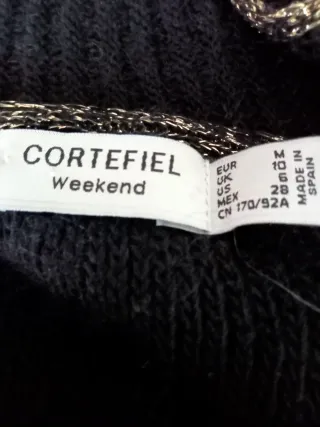 CORTEFIEL
Weekend
EUR M
UK 10
US 6
MEX 28
CN 170/92A
MADE IN
SPAIN